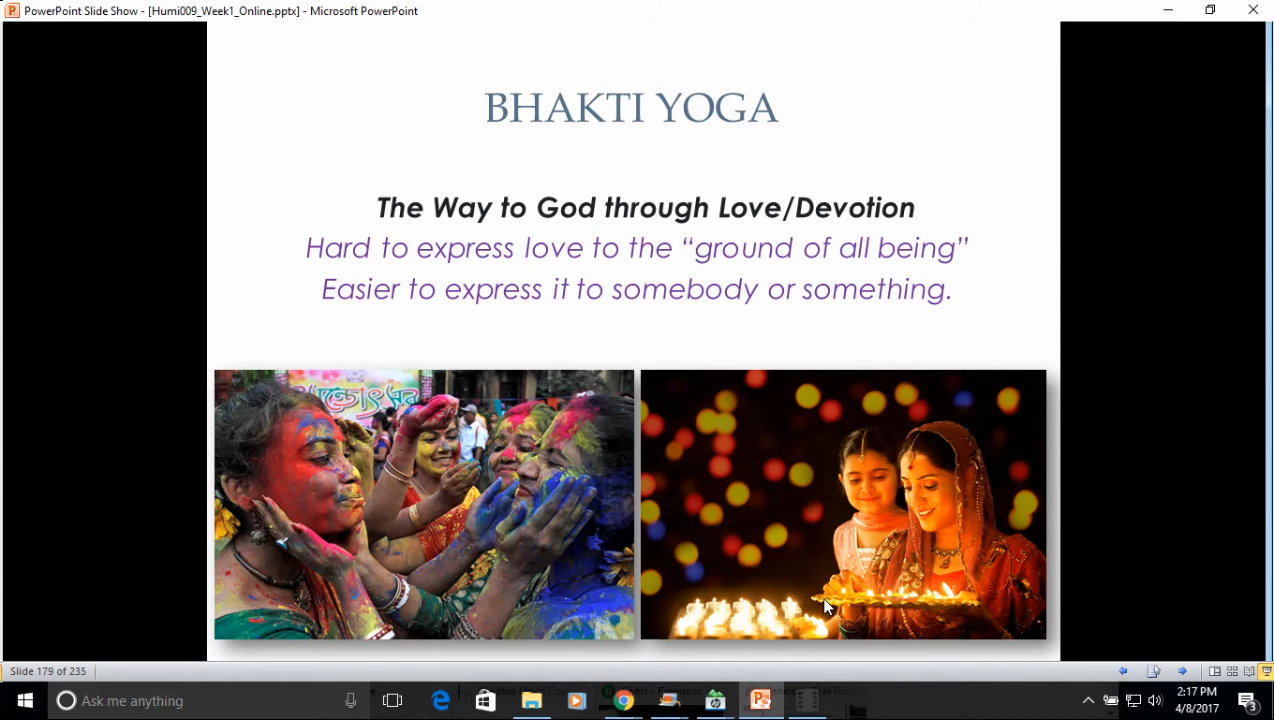 PowerPoint Slide Show - [Humi009_Week1_Online.pptx] - Microsoft PowerPoint
BHAKTI YOGA
The Way to God through Love/Devotion
Hard to express love to the “ground of all being”
Easier to express it to somebody or something.
Slide 179 of 235
Ask me anything
2:17 PM
4/8/2017
3